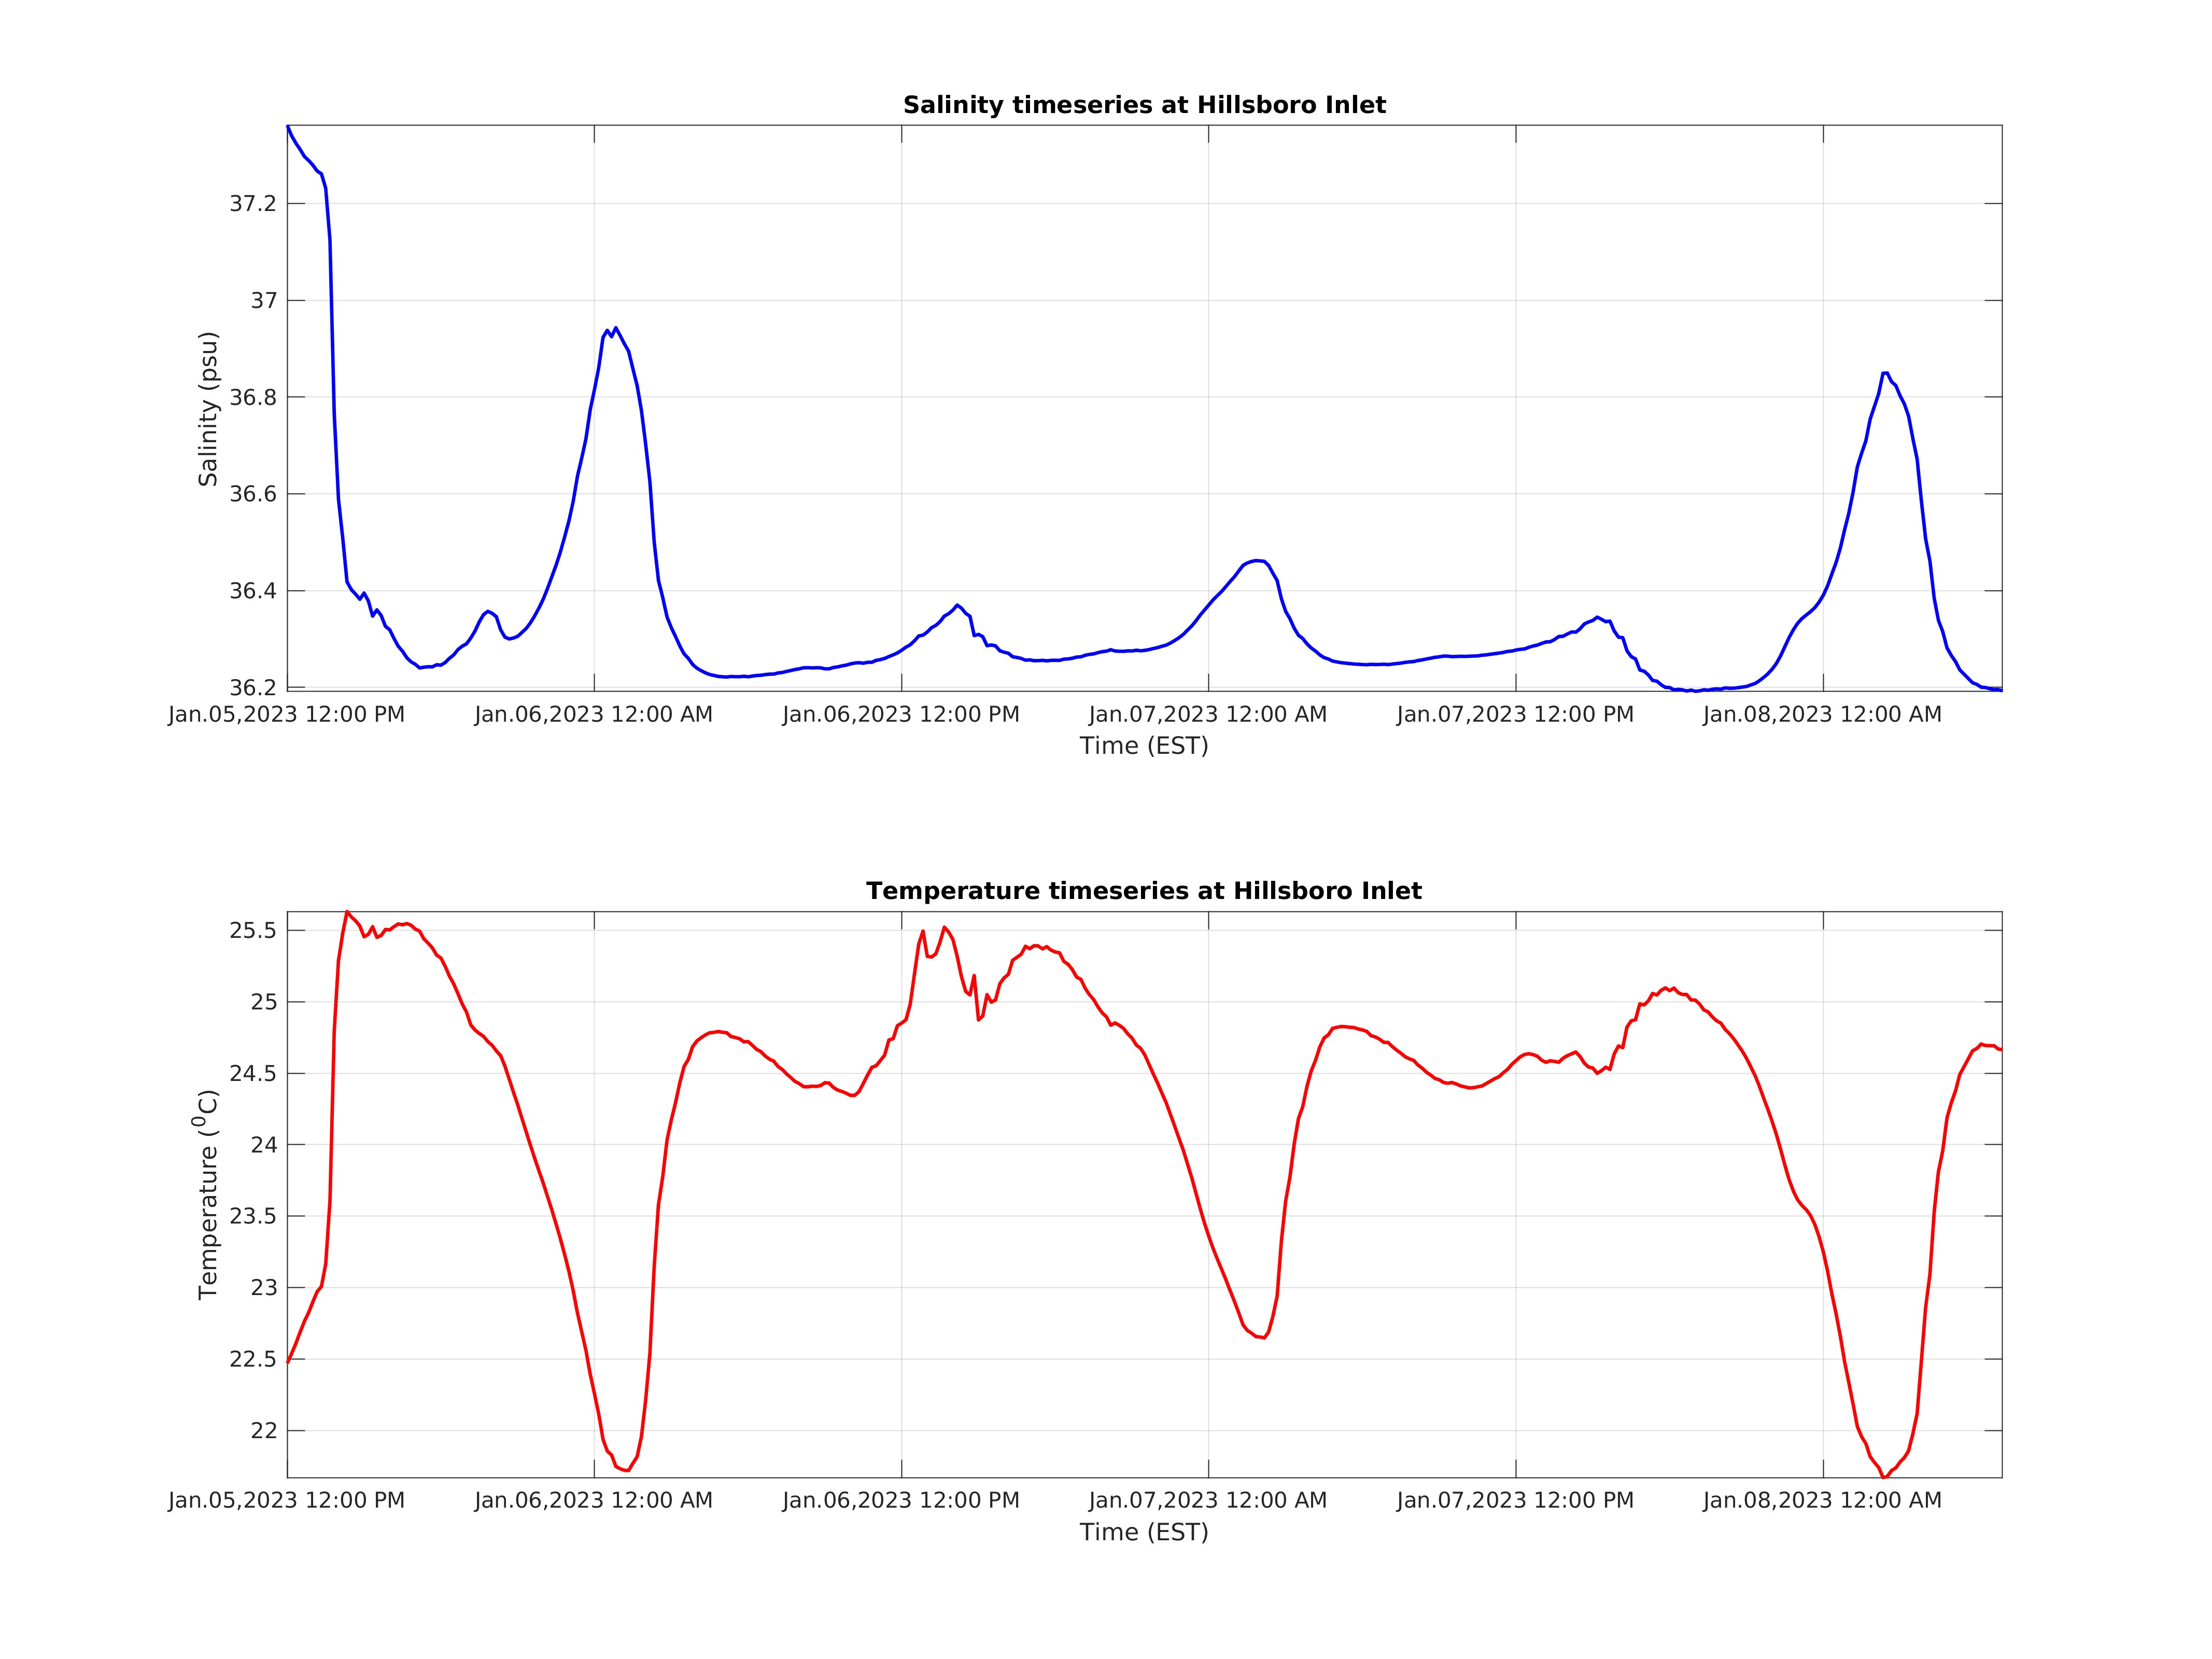 Salinity timeseries at Hillsboro Inlet
Salinity (psu)
37.2
37
36.8
36.6
36.4
36.2
Jan.05,2023 12:00 PM Jan.06,2023 12:00 AM Jan.06,2023 12:00 PM Jan.07,2023 12:00 AM Jan.07,2023 12:00 PM Jan.08,2023 12:00 AM
Time (EST)
Temperature timeseries at Hillsboro Inlet
Temperature (⁰C)
25.5
25
24.5
24
23.5
23
22.5
22
Jan.05,2023 12:00 PM Jan.06,2023 12:00 AM Jan.06,2023 12:00 PM Jan.07,2023 12:00 AM Jan.07,2023 12:00 PM Jan.08,2023 12:00 AM
Time (EST)